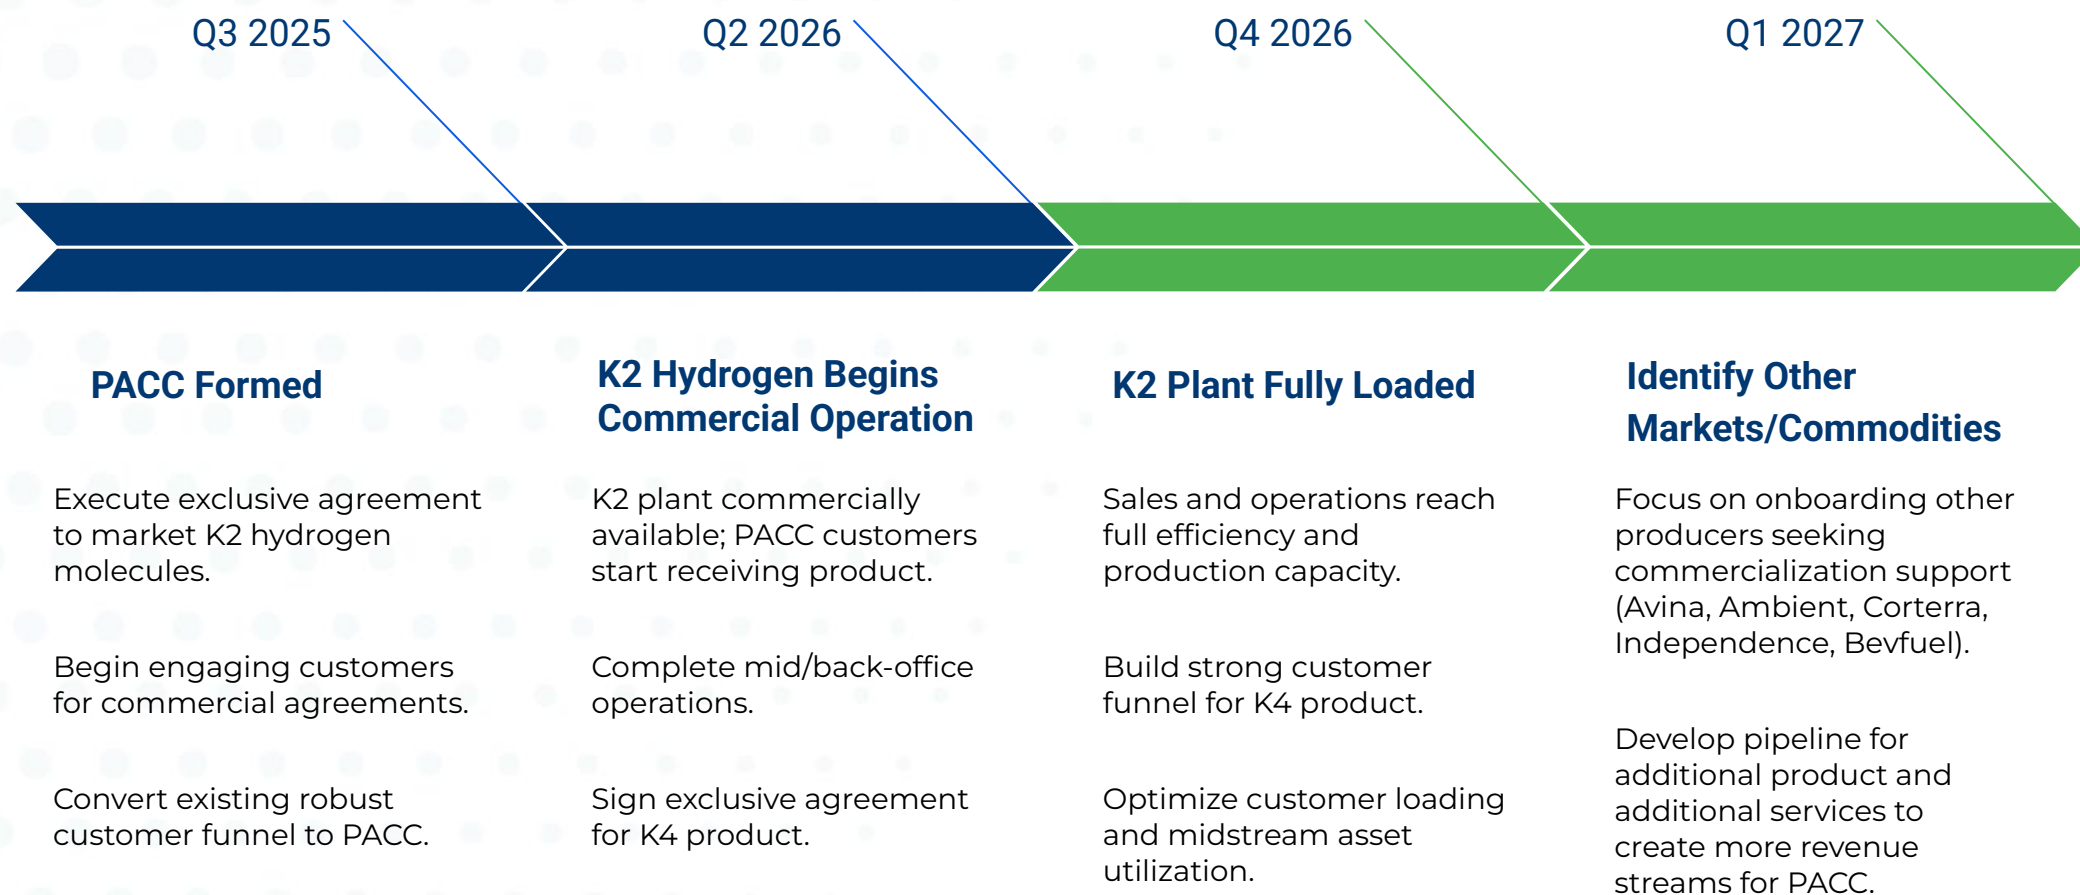 Q3 2025
Q2 2026
Q4 2026
Q1 2027
PACC Formed
Execute exclusive agreement
to market K2 hydrogen
molecules.
Begin engaging customers
for commercial agreements.
Convert existing robust
customer funnel to PACC.
K2 Hydrogen Begins
Commercial Operation
K2 plant commercially
available; PACC customers
start receiving product.
Complete mid/back-office
operations.
Sign exclusive agreement
for K4 product.
K2 Plant Fully Loaded
Sales and operations reach
full efficiency and
production capacity.
Build strong customer
funnel for K4 product.
Optimize customer loading
and midstream asset
utilization.
Identify Other
Markets/Commodities
Focus on onboarding other
producers seeking
commercialization support
(Avina, Ambient, Corterra,
Independence, Bevfuel).
Develop pipeline for
additional product and
additional services to
create more revenue
streams for PACC.